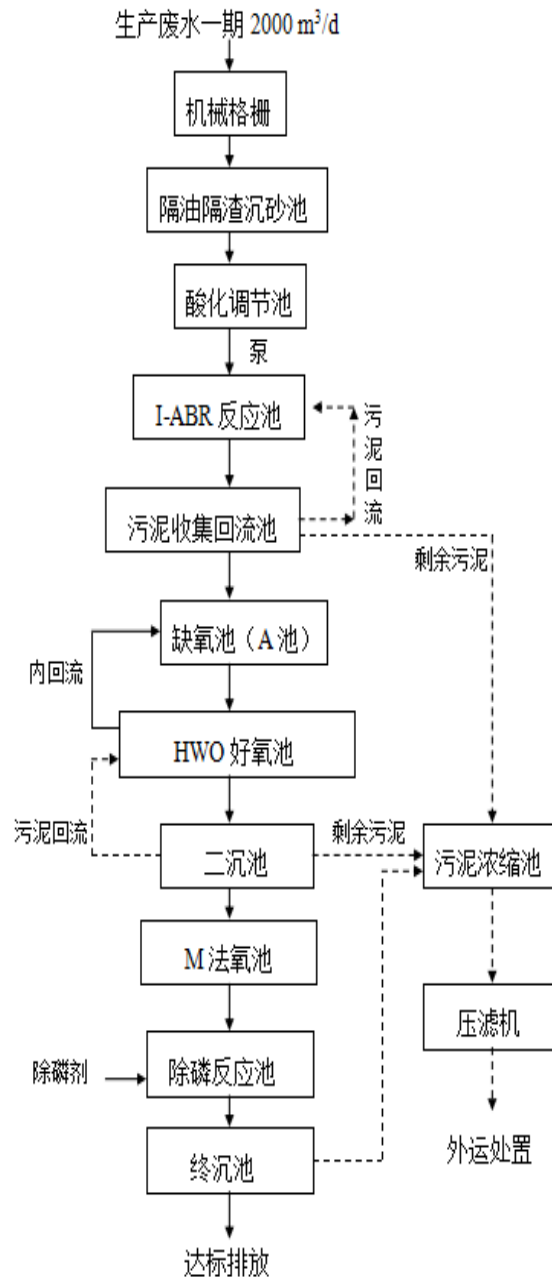 生产废水一期 2000 m³/d
机械格栅
隔油隔渣沉砂池
酸化调节池
泵
I-ABR 反应池
污泥回流
污泥收集回流池
剩余污泥
缺氧池（A 池）
内回流
HWO 好氧池
污泥回流
二沉池
剩余污泥
污泥浓缩池
M 法氧池
压滤机
除磷剂
除磷反应池
终沉池
外运处置
达标排放